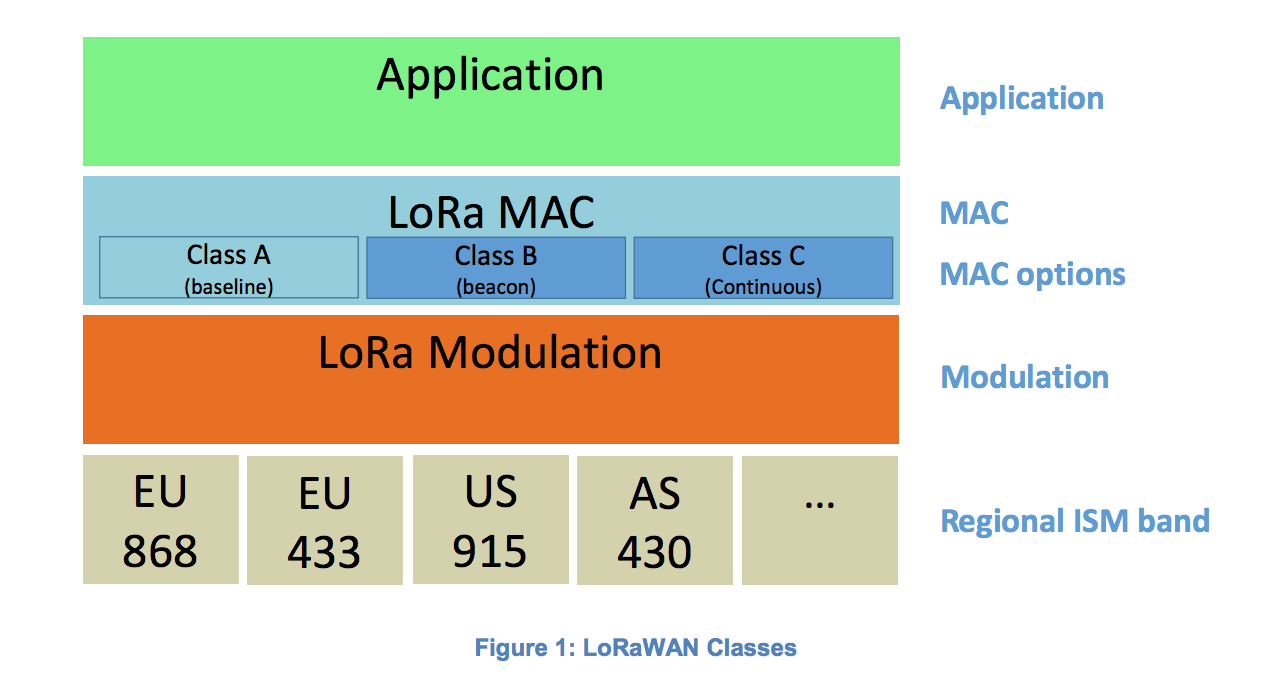 Application
Application
LoRa MAC
MAC
Class A
(baseline)
Class B
(beacon)
Class C
(Continuous)
MAC options
LoRa Modulation
Modulation
EU
868
EU
433
US
915
AS
430
...
Regional ISM band
Figure 1: LoRaWAN Classes